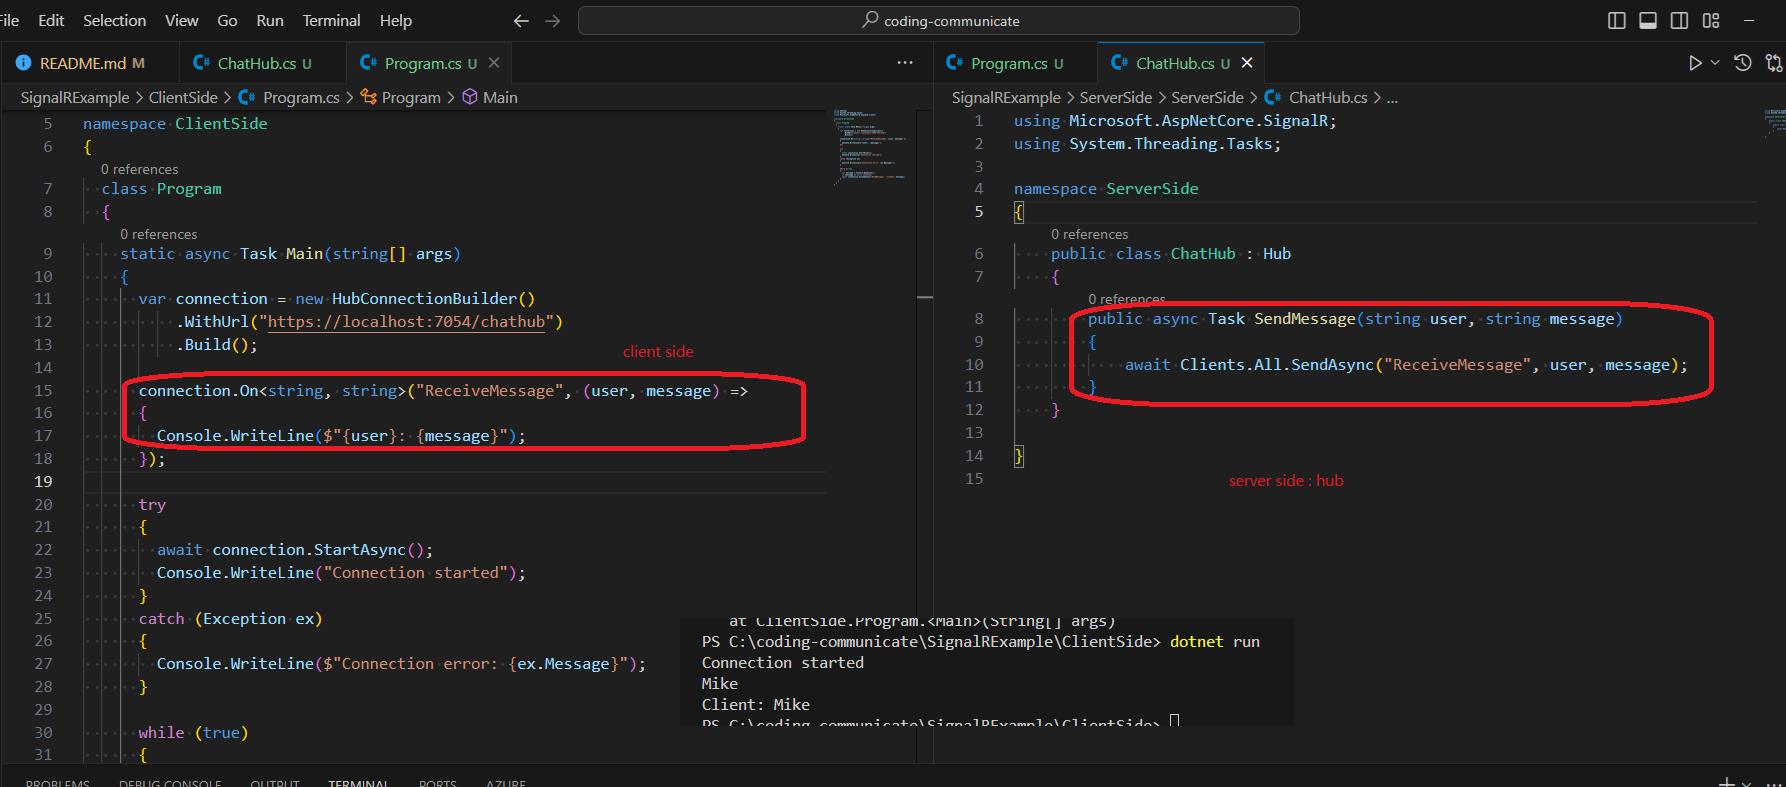 File Edit Selection View Go Run Terminal Help
coding-communicate
README.md M
ChatHub.cs U
Program.cs U
SignalRExample > ClientSide > Program.cs > Program > Main
5 namespace ClientSide
6 {
0 references
7 class Program
8 {
0 references
9 static async Task Main(string[] args)
10 {
11 var connection = new HubConnectionBuilder()
12 .WithUrl("https://localhost:7054/chathub")
13 .Build();
client side
14
15 connection.On<string, string>("ReceiveMessage", (user, message) =>
16 {
17 Console.WriteLine($"{user}: {message}");
18 });
19
20 try
21 {
22 await connection.StartAsync();
23 Console.WriteLine("Connection started");
24 }
25 catch (Exception ex)
26 {
27 Console.WriteLine($"Connection error: {ex.Message}");
28 }
29
30 while (true)
31 {
Program.cs U
ChatHub.cs U
SignalRExample > ServerSide > ServerSide > ChatHub.cs > ...
1 using Microsoft.AspNetCore.SignalR;
2 using System.Threading.Tasks;
3
4 namespace ServerSide
5 {
0 references
6 public class ChatHub : Hub
7 {
0 references
8 public async Task SendMessage(string user, string message)
9 {
10 await Clients.All.SendAsync("ReceiveMessage", user, message);
11 }
12 }
13
14 }
15
server side : hub
at ClientSide.Program.<Main>(String[] args)
PS C:\coding-communicate\SignalRExample\ClientSide> dotnet run
Connection started
Mike
Client: Mike
PS C:\coding-communicate\SignalRExample\ClientSide>
PROBLEMS DEBUG CONSOLE OUTPUT TERMINAL PORTS AZURE